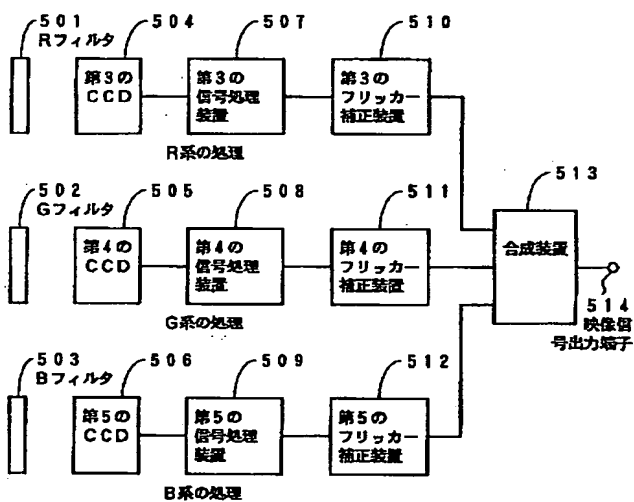 501
Rフィルタ
504
507
510
第3の
CCD
第3の
信号処理
装置
第3の
フリッカー
補正装置
R系の処理
502
Gフィルタ
505
508
511
513
第4の
CCD
第4の
信号処理
装置
第4の
フリッカー
補正装置
合成装置
G系の処理
514
映像信
号出力端子
503
Bフィルタ
506
509
512
第5の
CCD
第5の
信号処理
装置
第5の
フリッカー
補正装置
B系の処理